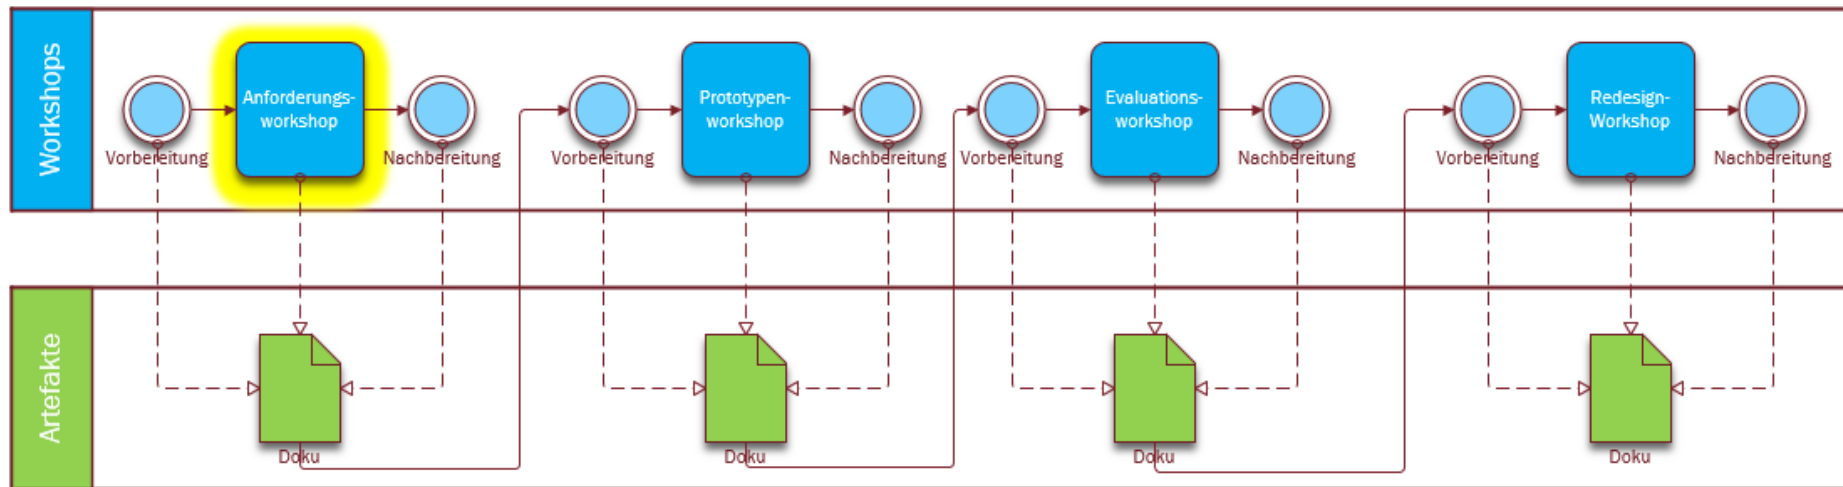 Workshops
Anforderungs-
workshop
Prototypen-
workshop
Evaluations-
workshop
Redesign-
Workshop
Vorbereitung
Nachbereitung
Vorbereitung
Nachbereitung
Vorbereitung
Nachbereitung
Vorbereitung
Nachbereitung
Artefakte
Doku
Doku
Doku
Doku